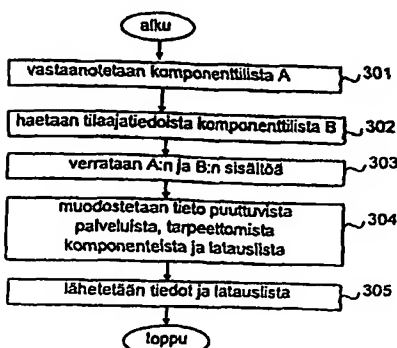 alku
vastaanotetaan komponenttilista A 301
haetaan tilaajatiedoista komponenttilista B 302
verrataan A:n ja B:n sisältöä 303
muodostetaan tieto puuttuvista
palveluista, tarpeettomista
komponenteista ja latauslista 304
lähetetään tiedot ja latauslista 305
loppu